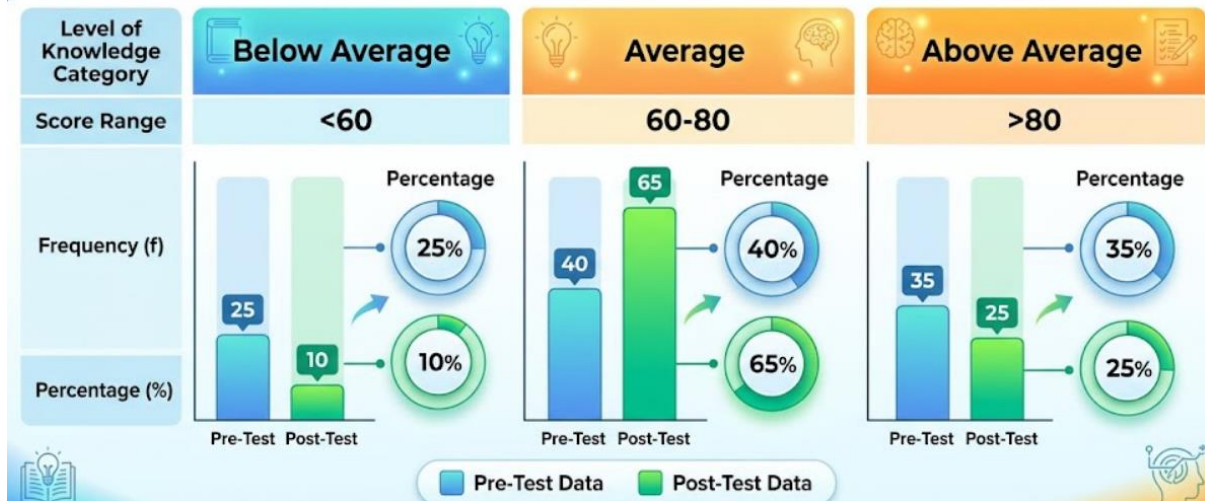 Level of
Knowledge
Category
Below Average
Average
Above Average
Score Range
<60
60-80
>80
Frequency (f)
Percentage (%)
Percentage
25
10
25%
10%
Pre-Test Post-Test
Percentage
40
65
40%
65%
Pre-Test Post-Test
Percentage
35
25
35%
25%
Pre-Test Post-Test
Pre-Test Data
Post-Test Data